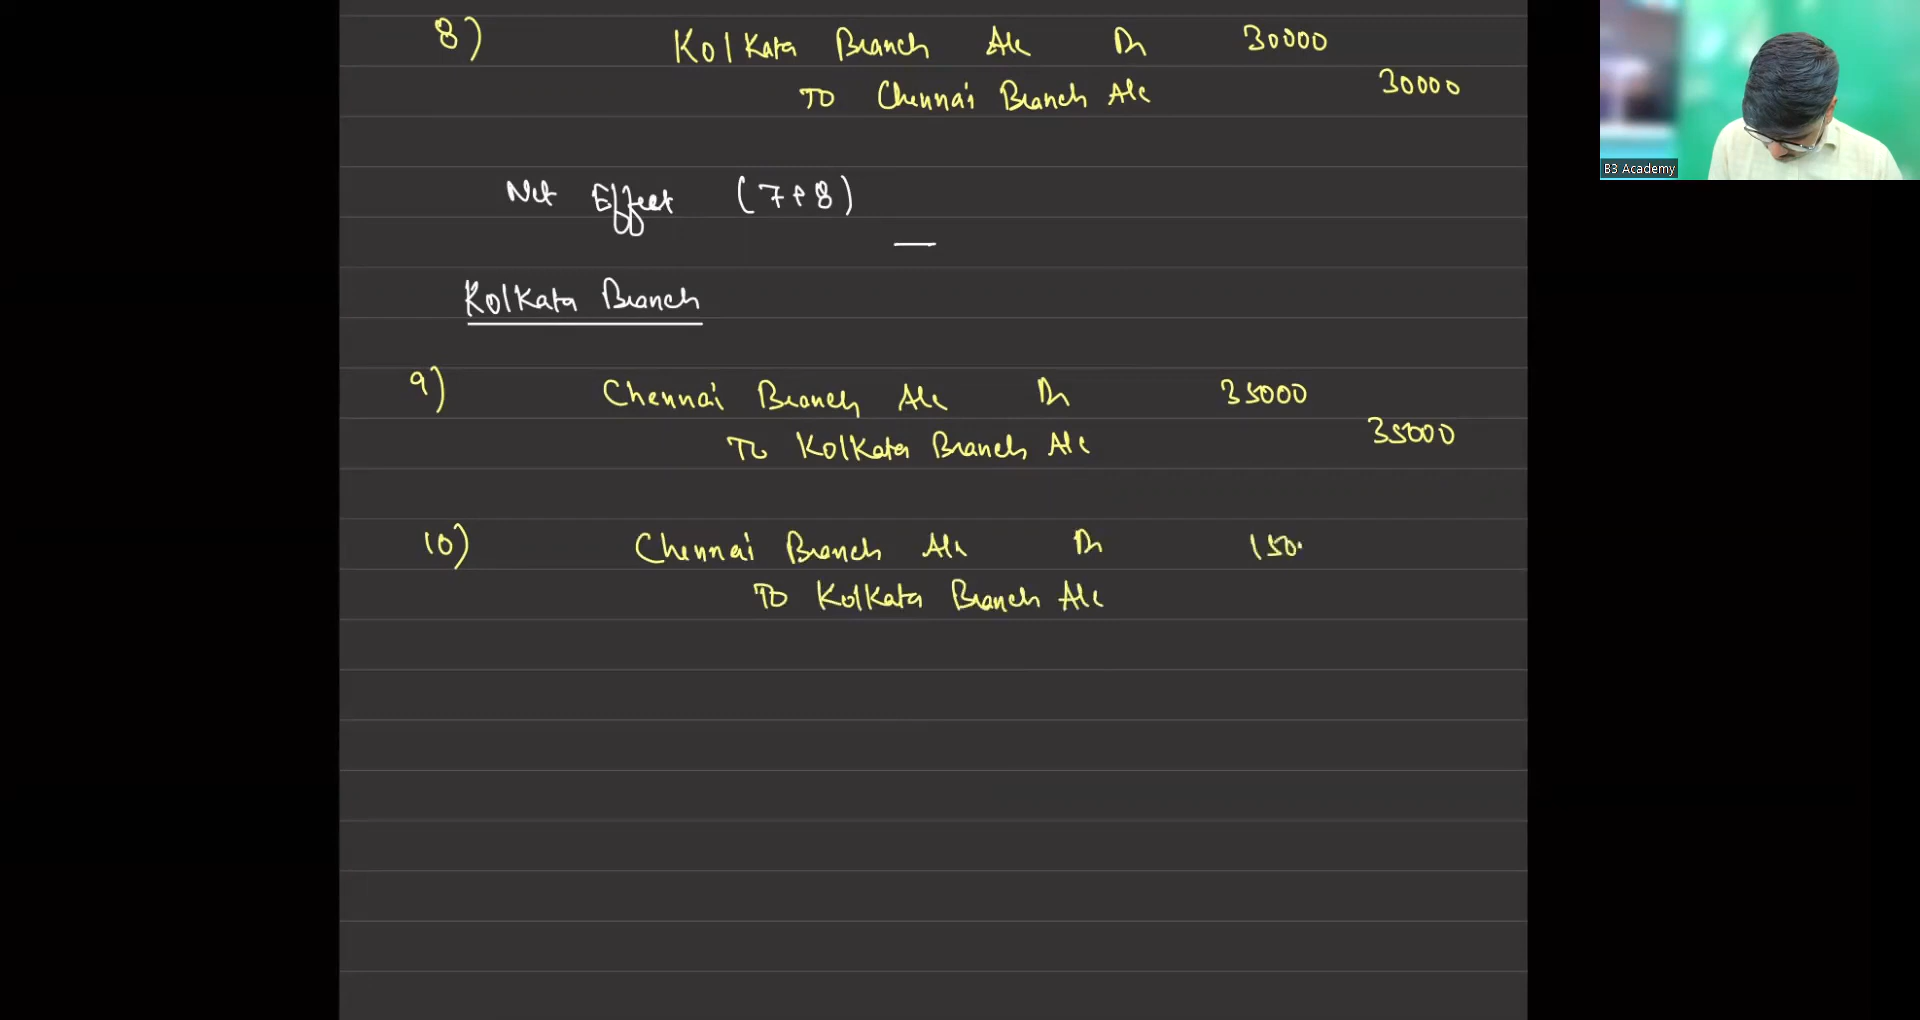 8) Kolkata Branch A/c Dr 30000
To Chennai Branch A/c 30000
Net Effect (7 & 8)
Kolkata Branch
9) Chennai Branch A/c Dr 35000
To Kolkata Branch A/c 35000
10) Chennai Branch A/c Dr 150
To Kolkata Branch A/c
B3 Academy